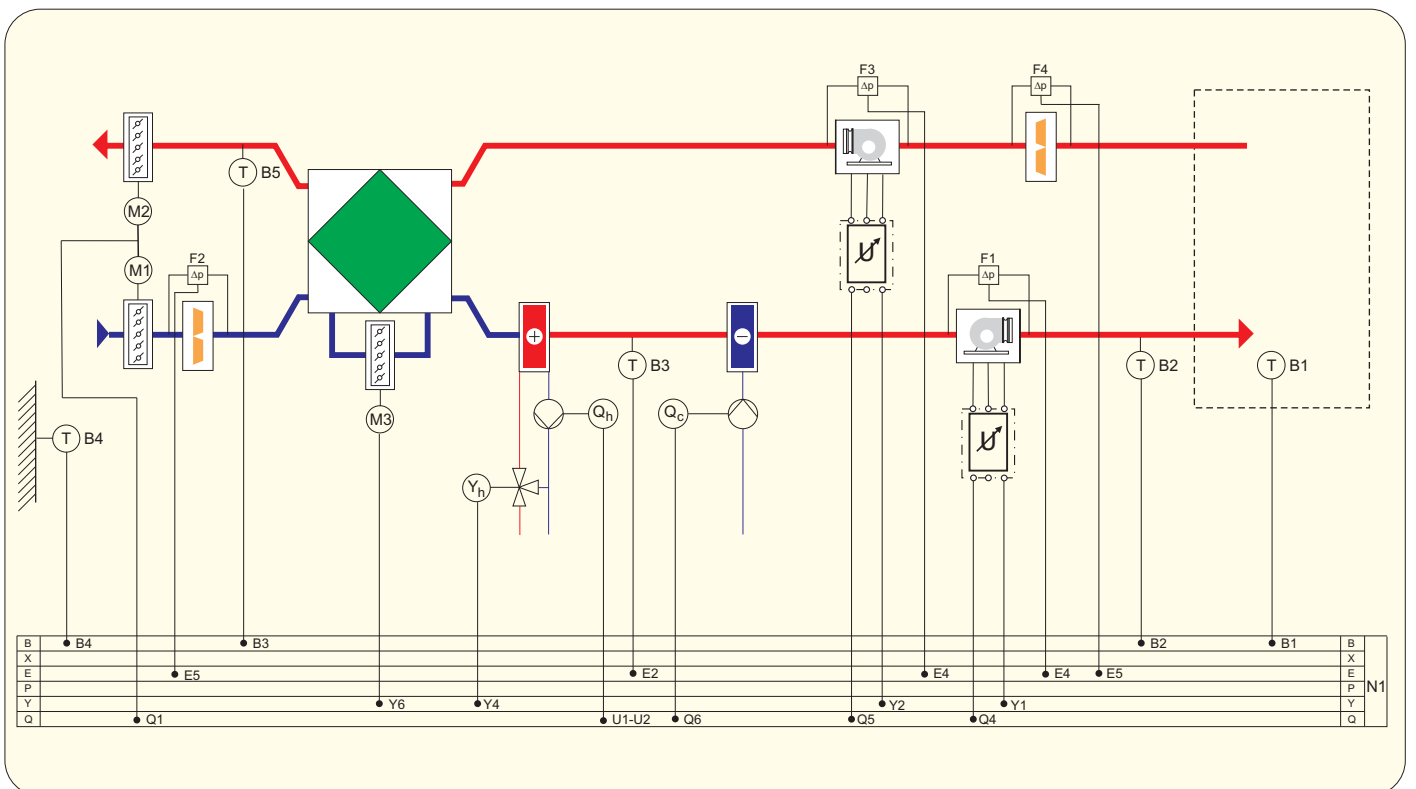 F3 F4
Δp Δp
T B5
M2
F2 F1
M1 Δp U Δp
+ −
T B3 T B2 T B1
M3 Qh Qc
T B4 U
Yh
B B4 B3 B2 B1 B
X X
E E5 E2 E4 E4 E5 E
P P N1
Y Y6 Y4 Y2 Y1 Y
Q Q1 U1-U2 Q6 Q5 Q4 Q